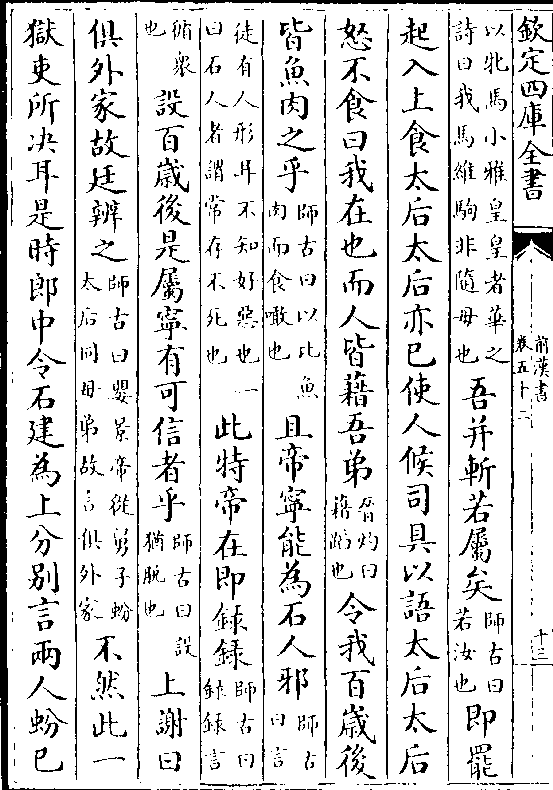 欽定四庫全書
前漢書
卷五十二
十三
以牝馬小雅皇皇者華之
詩曰我馬維駒非隨母也
吾并斬若屬矣
師古曰
若汝也
即罷
起入上食太后太后亦已使人候司具以語太后太后
怒不食曰我在也而人皆藉吾弟
晉灼曰
藉蹈也
令我百嵗後
皆魚肉之乎
師古曰以比魚
肉而食噉也
且帝寧能為石人邪
師古
曰言
徒有人形耳不知好惡也一
曰石人者謂常存不死也
此特帝在即錄錄
師古曰
錄錄言
循衆
也
設百嵗後是屬寧有可信者乎
師古曰設
猶脫也
上謝曰
俱外家故廷辨之
師古曰嬰景帝從舅子蚡
太后同母弟故言俱外家
不然此一
獄吏所决耳是時郎中令石建為上分别言兩人蚡已